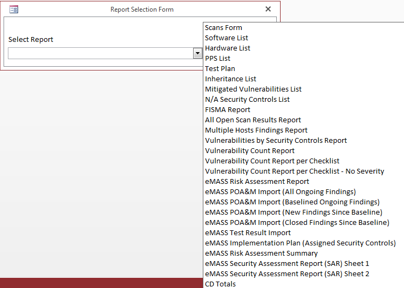 Report Selection Form
Select Report
Scans Form
Software List
Hardware List
PPS List
Test Plan
Inheritance List
Mitigated Vulnerabilities List
N/A Security Controls List
FISMA Report
All Open Scan Results Report
Multiple Hosts Findings Report
Vulnerabilities by Security Controls Report
Vulnerability Count Report
Vulnerability Count Report per Checklist
Vulnerability Count Report per Checklist - No Severity
eMASS Risk Assessment Report
eMASS POA&M Import (All Ongoing Findings)
eMASS POA&M Import (Baselined Ongoing Findings)
eMASS POA&M Import (New Findings Since Baseline)
eMASS POA&M Import (Closed Findings Since Baseline)
eMASS Test Result Import
eMASS Implementation Plan (Assigned Security Controls)
eMASS Risk Assessment Summary
eMASS Security Assessment Report (SAR) Sheet 1
eMASS Security Assessment Report (SAR) Sheet 2
CD Totals